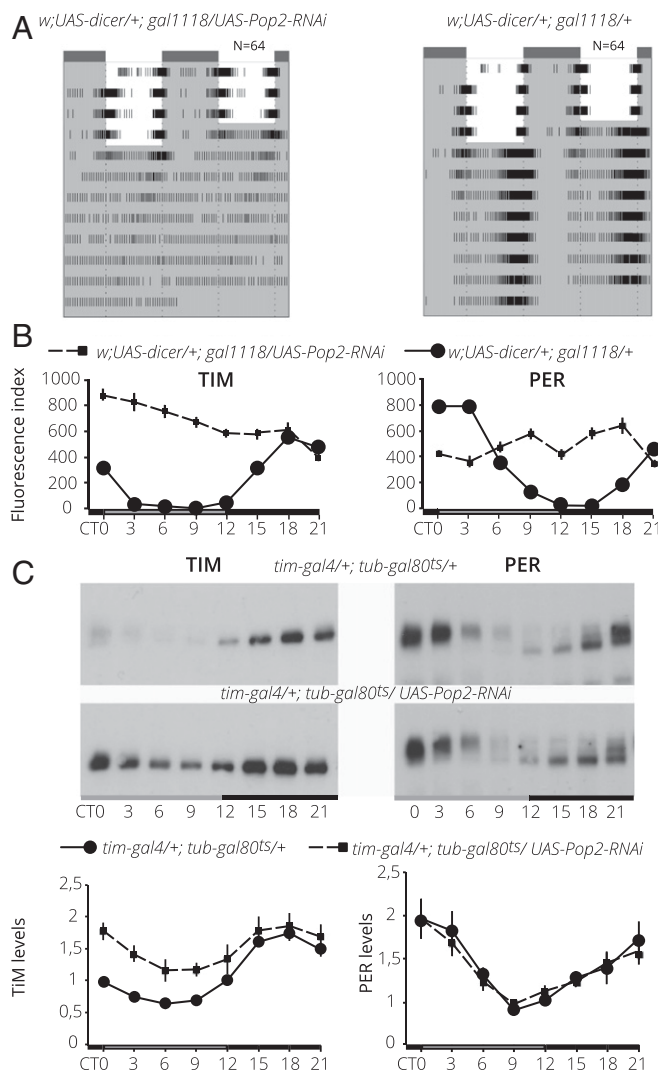 A
w;UAS-dicer/+; gal1118/UAS-Pop2-RNAi
w;UAS-dicer/+; gal1118/+
N=64
N=64
B
w;UAS-dicer/+; gal1118/UAS-Pop2-RNAi
w;UAS-dicer/+; gal1118/+
TIM
PER
Fluorescence index
1000
800
600
400
200
0
CT0 3 6 9 12 15 18 21
1000
800
600
400
200
0
CT0 3 6 9 12 15 18 21
C
TIM
tim-gal4/+; tub-gal80ts/+
PER
tim-gal4/+; tub-gal80ts/ UAS-Pop2-RNAi
CT0 3 6 9 12 15 18 21
0 3 6 9 12 15 18 21
tim-gal4/+; tub-gal80ts/+
tim-gal4/+; tub-gal80ts/ UAS-Pop2-RNAi
TiM levels
2,5
2
1,5
1
0,5
0
CT0 3 6 9 12 15 18 21
PER levels
2,5
2
1,5
1
0
CT0 3 6 9 12 15 18 21